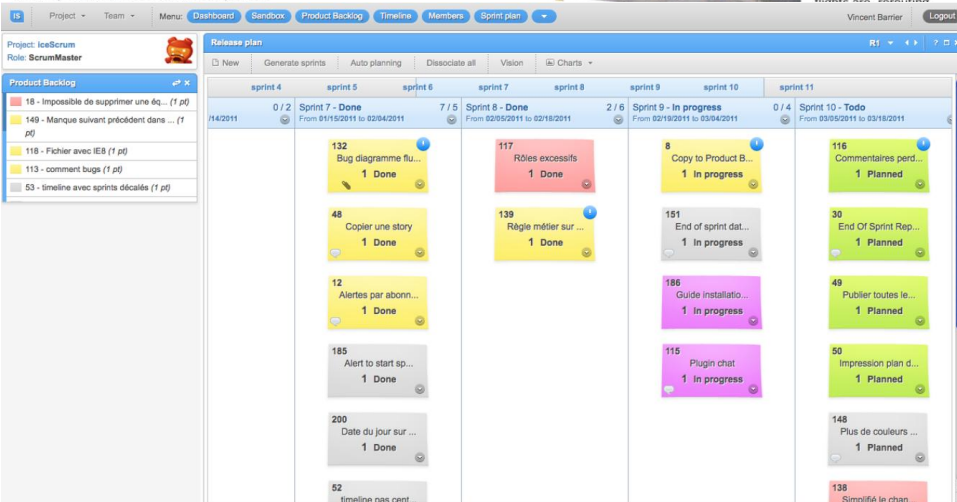 flights are, rerouting
IS
Project
Team
Menu:
Dashboard
Sandbox
Product Backlog
Timeline
Members
Sprint plan
Vincent Barrier
Logout
Project: iceScrum
Role: ScrumMaster
Product Backlog
18 - Impossible de supprimer une éq... (1 pt)
149 - Manque suivant précédent dans ... (1
pt)
118 - Fichier avec IE8 (1 pt)
113 - comment bugs (1 pt)
53 - timeline avec sprints décalés (1 pt)
Release plan
R1
?
New
Generate sprints
Auto planning
Dissociate all
Vision
Charts
sprint 4
sprint 5
sprint 6
sprint 7
sprint 8
sprint 9
sprint 10
sprint 11
0 / 2
/14/2011
Sprint 7 - Done
7 / 5
From 01/15/2011 to 02/04/2011
Sprint 8 - Done
2 / 6
From 02/05/2011 to 02/18/2011
Sprint 9 - In progress
0 / 4
From 02/19/2011 to 03/04/2011
Sprint 10 - Todo
From 03/05/2011 to 03/18/2011
132
Bug diagramme flu...
1 Done
48
Copier une story
1 Done
12
Alertes par abonn...
1 Done
185
Alert to start sp...
1 Done
200
Date du jour sur ...
1 Done
52
timeline pas cent...
117
Rôles excessifs
1 Done
139
Règle métier sur ...
1 Done
8
Copy to Product B...
1 In progress
151
End of sprint dat...
1 In progress
186
Guide installatio...
1 In progress
115
Plugin chat
1 In progress
116
Commentaires perd...
1 Planned
30
End Of Sprint Rep...
1 Planned
49
Publier toutes le...
1 Planned
50
Impression plan d...
1 Planned
148
Plus de couleurs ...
1 Planned
138
Simplifié le chan...